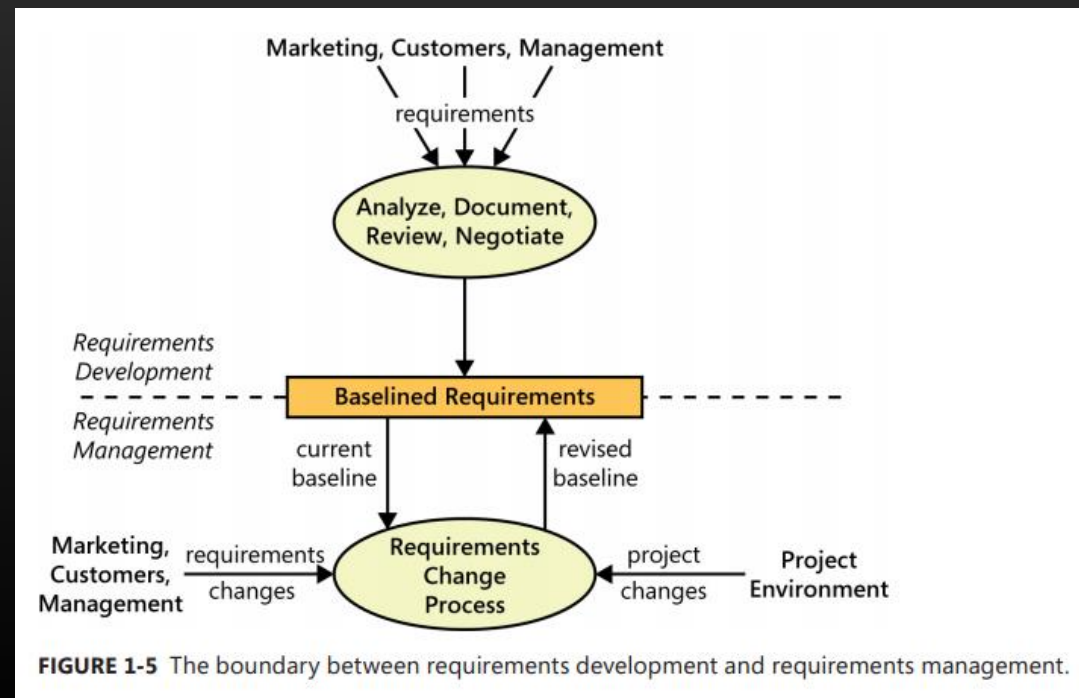 Marketing, Customers, Management
requirements
Analyze, Document,
Review, Negotiate
Requirements
Development
Baselined Requirements
Requirements
Management
current
baseline
revised
baseline
Marketing,
Customers,
Management
requirements
changes
Requirements
Change
Process
project
changes
Project
Environment
FIGURE 1-5 The boundary between requirements development and requirements management.